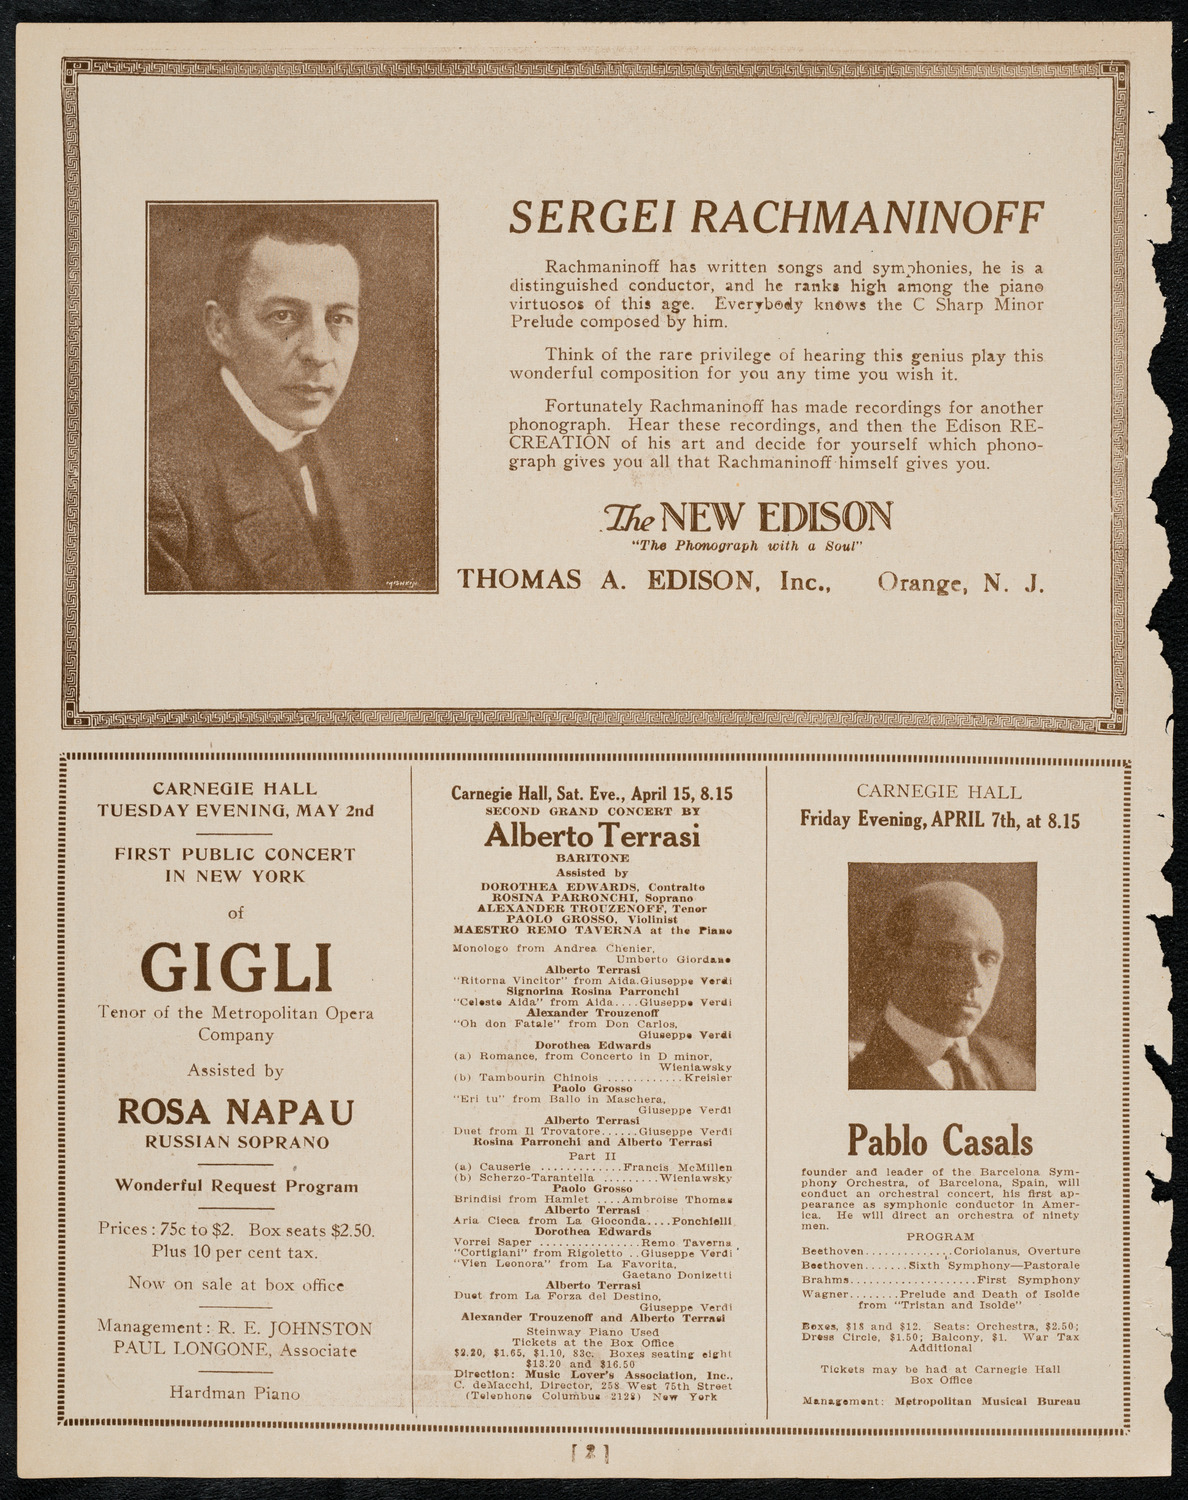 SERGEI RACHMANINOFF
Rachmaninoff has written songs and symphonies, he is a
distinguished conductor, and he ranks high among the piano
virtuosos of this age. Everybody knows the C Sharp Minor
Prelude composed by him.
Think of the rare privilege of hearing this genius play this
wonderful composition for you any time you wish it.
Fortunately Rachmaninoff has made recordings for another
phonograph. Hear these recordings, and then the Edison RE-
CREATION of his art and decide for yourself which phono-
graph gives you all that Rachmaninoff himself gives you.
The NEW EDISON
"The Phonograph with a Soul"
THOMAS A. EDISON, Inc., Orange, N. J.
MISHKIN
CARNEGIE HALL
TUESDAY EVENING, MAY 2nd
FIRST PUBLIC CONCERT
IN NEW YORK
of
GIGLI
Tenor of the Metropolitan Opera
Company
Assisted by
ROSA NAPAU
RUSSIAN SOPRANO
Wonderful Request Program
Prices: 75c to $2. Box seats $2.50.
Plus 10 per cent tax.
Now on sale at box office
Management: R. E. JOHNSTON
PAUL LONGONE, Associate
Hardman Piano
Carnegie Hall, Sat. Eve., April 15, 8.15
SECOND GRAND CONCERT BY
Alberto Terrasi
BARITONE
Assisted by
DOROTHEA EDWARDS, Contralto
ROSINA PARRONCHI, Soprano
ALEXANDER TROUZENOFF, Tenor
PAOLO GROSSO, Violinist
MAESTRO REMO TAVERNA at the Piano
Monologo from Andrea Chenier,
Umberto Giordano
Alberto Terrasi
"Ritorna Vincitor" from Aida.Giuseppe Verdi
Signorina Rosina Parronchi
"Celeste Aida" from Aida....Giuseppe Verdi
Alexander Trouzenoff
"Oh don Fatale" from Don Carlos,
Giuseppe Verdi
Dorothea Edwards
(a) Romance, from Concerto in D minor,
Wieniawsky
(b) Tambourin Chinois ............Kreisler
Paolo Grosso
"Eri tu" from Ballo in Maschera,
Giuseppe Verdi
Alberto Terrasi
Duet from Il Trovatore......Giuseppe Verdi
Rosina Parronchi and Alberto Terrasi
Part II
(a) Causerie .............Francis McMillen
(b) Scherzo-Tarantella .........Wieniawsky
Paolo Grosso
Brindisi from Hamlet ....Ambroise Thomas
Alberto Terrasi
Aria Cieca from La Gioconda....Ponchielli
Dorothea Edwards
Vorrei Saper ................Remo Taverna
"Cortigiani" from Rigoletto ..Giuseppe Verdi
"Vien Leonora" from La Favorita,
Gaetano Donizetti
Alberto Terrasi
Duet from La Forza del Destino,
Giuseppe Verdi
Alexander Trouzenoff and Alberto Terrasi
Steinway Piano Used
Tickets at the Box Office
$2.20, $1.65, $1.10, 83c. Boxes seating eight
$13.20 and $16.50
Direction: Music Lover's Association, Inc.,
C. deMacchi, Director, 258 West 75th Street
(Telephone Columbus 2128) New York
CARNEGIE HALL
Friday Evening, APRIL 7th, at 8.15
Pablo Casals
founder and leader of the Barcelona Sym-
phony Orchestra, of Barcelona, Spain, will
conduct an orchestral concert, his first ap-
pearance as symphonic conductor in Amer-
ica. He will direct an orchestra of ninety
men.
PROGRAM
Beethoven.............Coriolanus, Overture
Beethoven.......Sixth Symphony—Pastorale
Brahms...................First Symphony
Wagner........Prelude and Death of Isolde
from "Tristan and Isolde"
Boxes, $18 and $12. Seats: Orchestra, $2.50;
Dress Circle, $1.50; Balcony, $1. War Tax
Additional
Tickets may be had at Carnegie Hall
Box Office
Management: Metropolitan Musical Bureau
[ 2 ]